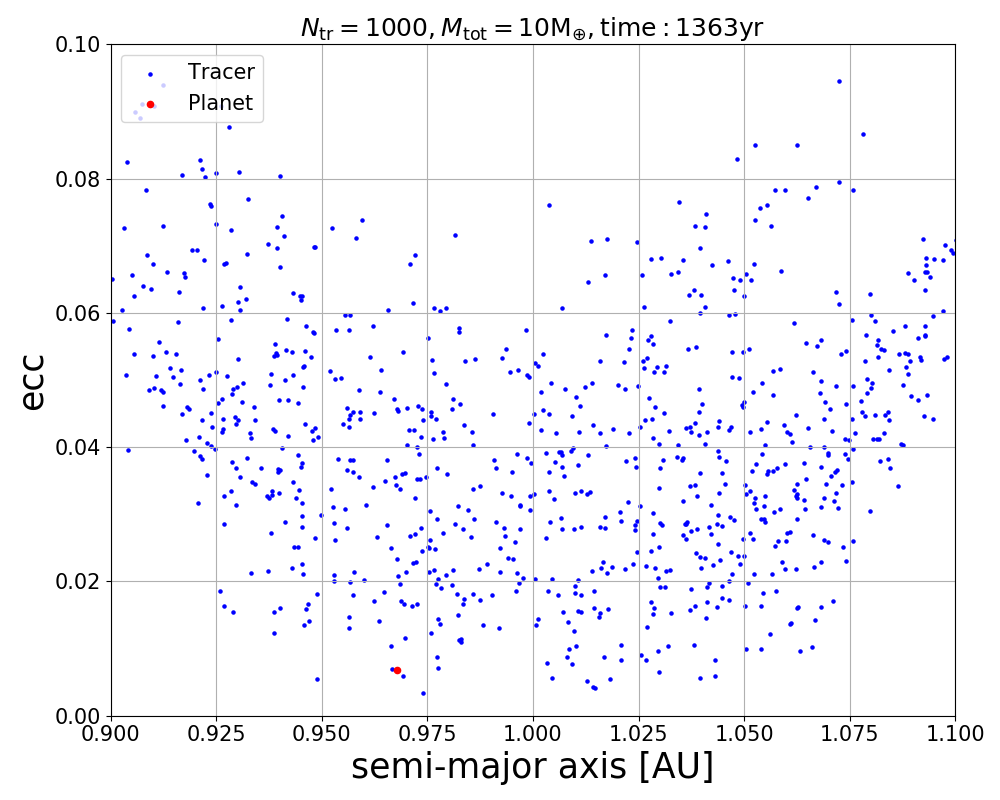 N_tr = 1000, M_tot = 10M_⊕, time : 1363yr
Tracer
Planet
0.10
0.08
0.06
0.04
0.02
0.00
ecc
0.900 0.925 0.950 0.975 1.000 1.025 1.050 1.075 1.100
semi-major axis [AU]